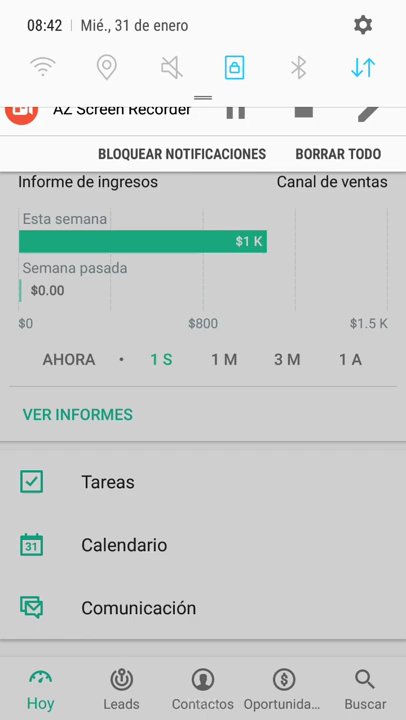 08:42 | Mié., 31 de enero
AZ Screen Recorder
BLOQUEAR NOTIFICACIONES BORRAR TODO
Informe de ingresos Canal de ventas
Esta semana
$1 K
Semana pasada
$0.00
$0 $800 $1.5 K
AHORA • 1 S 1 M 3 M 1 A
VER INFORMES
Tareas
31 Calendario
Comunicación
Hoy Leads Contactos Oportunida... Buscar